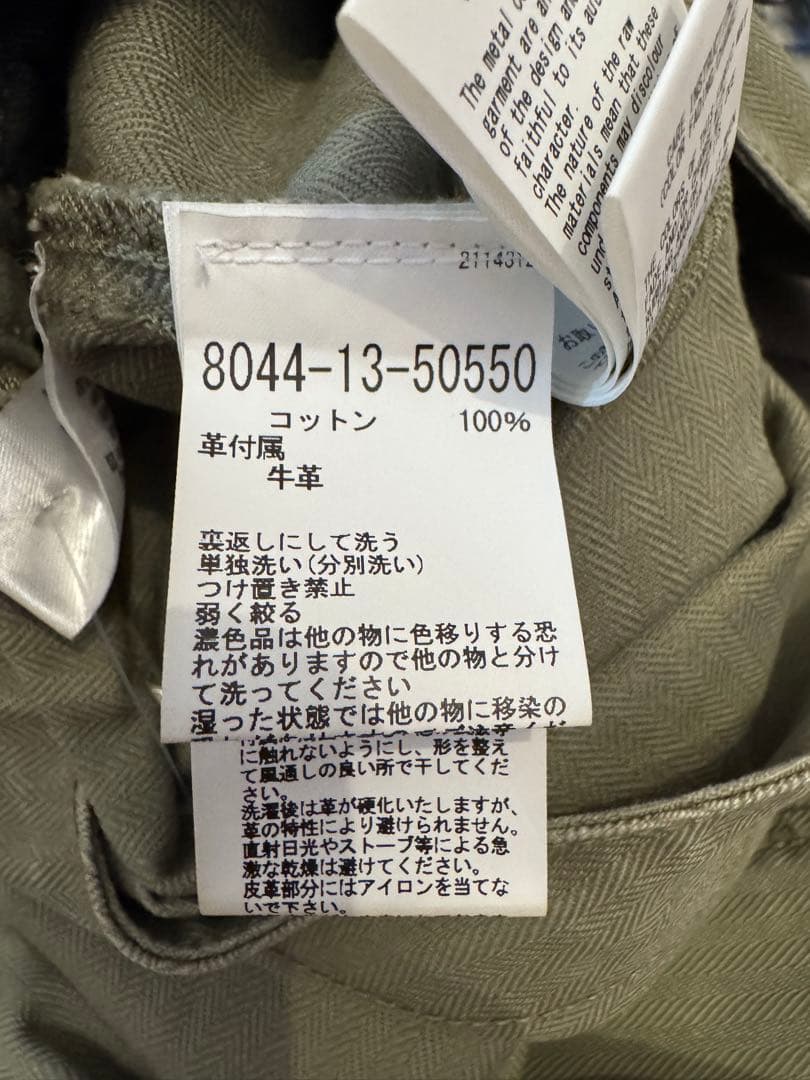 The metal
garment are
of the design and
faithful to its
character.
The nature of the raw
materials mean that these
components may discolour
お取
8044-13-50550
コットン 100%
革付属
牛革
裏返しにして洗う
単独洗い(分別洗い)
つけ置き禁止
弱く絞る
濃色品は他の物に色移りする恐
れがありますので他の物と分け
て洗ってください
湿った状態では他の物に移染の
に触れないようにし、形を整え
て風通しの良い所で干してくだ
さい。
洗濯後は革が硬化いたしますが、
革の特性により避けられません。
直射日光やストーブ等による急
激な乾燥は避けてください。
皮革部分にはアイロンを当てな
いで下さい。